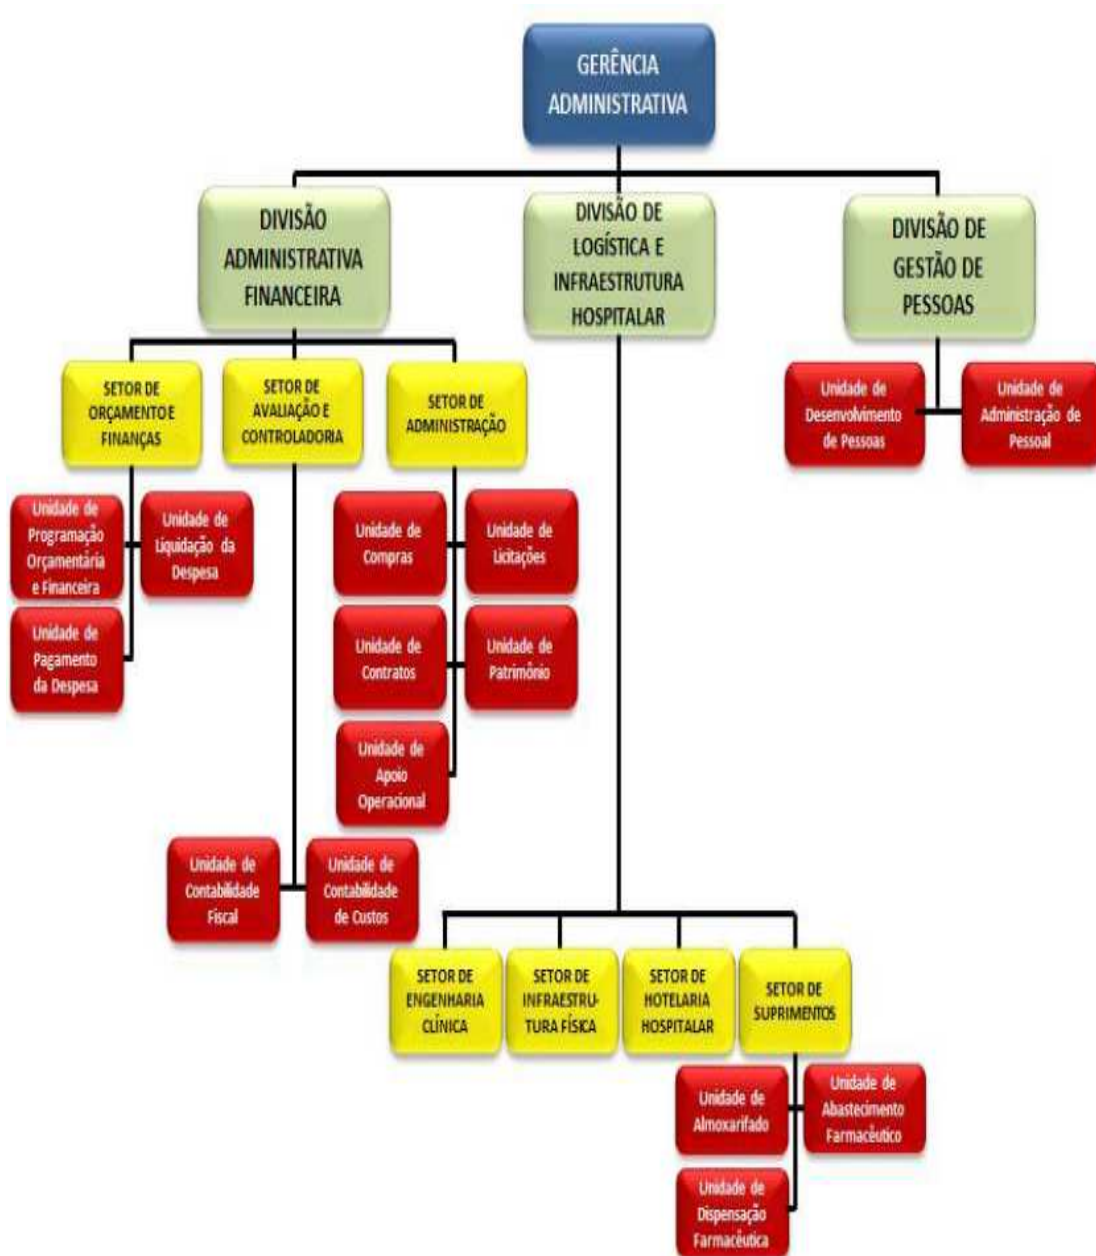 GERÊNCIA
ADMINISTRATIVA
DIVISÃO
ADMINISTRATIVA
FINANCEIRA
DIVISÃO DE
LOGÍSTICA E
INFRAESTRUTURA
HOSPITALAR
DIVISÃO DE
GESTÃO DE
PESSOAS
SETOR DE
ORÇAMENTO E
FINANÇAS
SETOR DE
AVALIAÇÃO E
CONTROLADORIA
SETOR DE
ADMINISTRAÇÃO
Unidade de
Desenvolvimento
de Pessoas
Unidade de
Administração de
Pessoal
Unidade de
Programação
Orçamentária
e Financeira
Unidade de
Liquidação da
Despesa
Unidade de
Compras
Unidade de
Licitações
Unidade de
Pagamento
da Despesa
Unidade de
Contratos
Unidade de
Patrimônio
Unidade de
Apoio
Operacional
Unidade de
Contabilidade
Fiscal
Unidade de
Contabilidade
de Custos
SETOR DE
ENGENHARIA
CLÍNICA
SETOR DE
INFRAESTRU-
TURA FÍSICA
SETOR DE
HOTELARIA
HOSPITALAR
SETOR DE
SUPRIMENTOS
Unidade de
Almoxarifado
Unidade de
Abastecimento
Farmacêutico
Unidade de
Dispensação
Farmacêutica